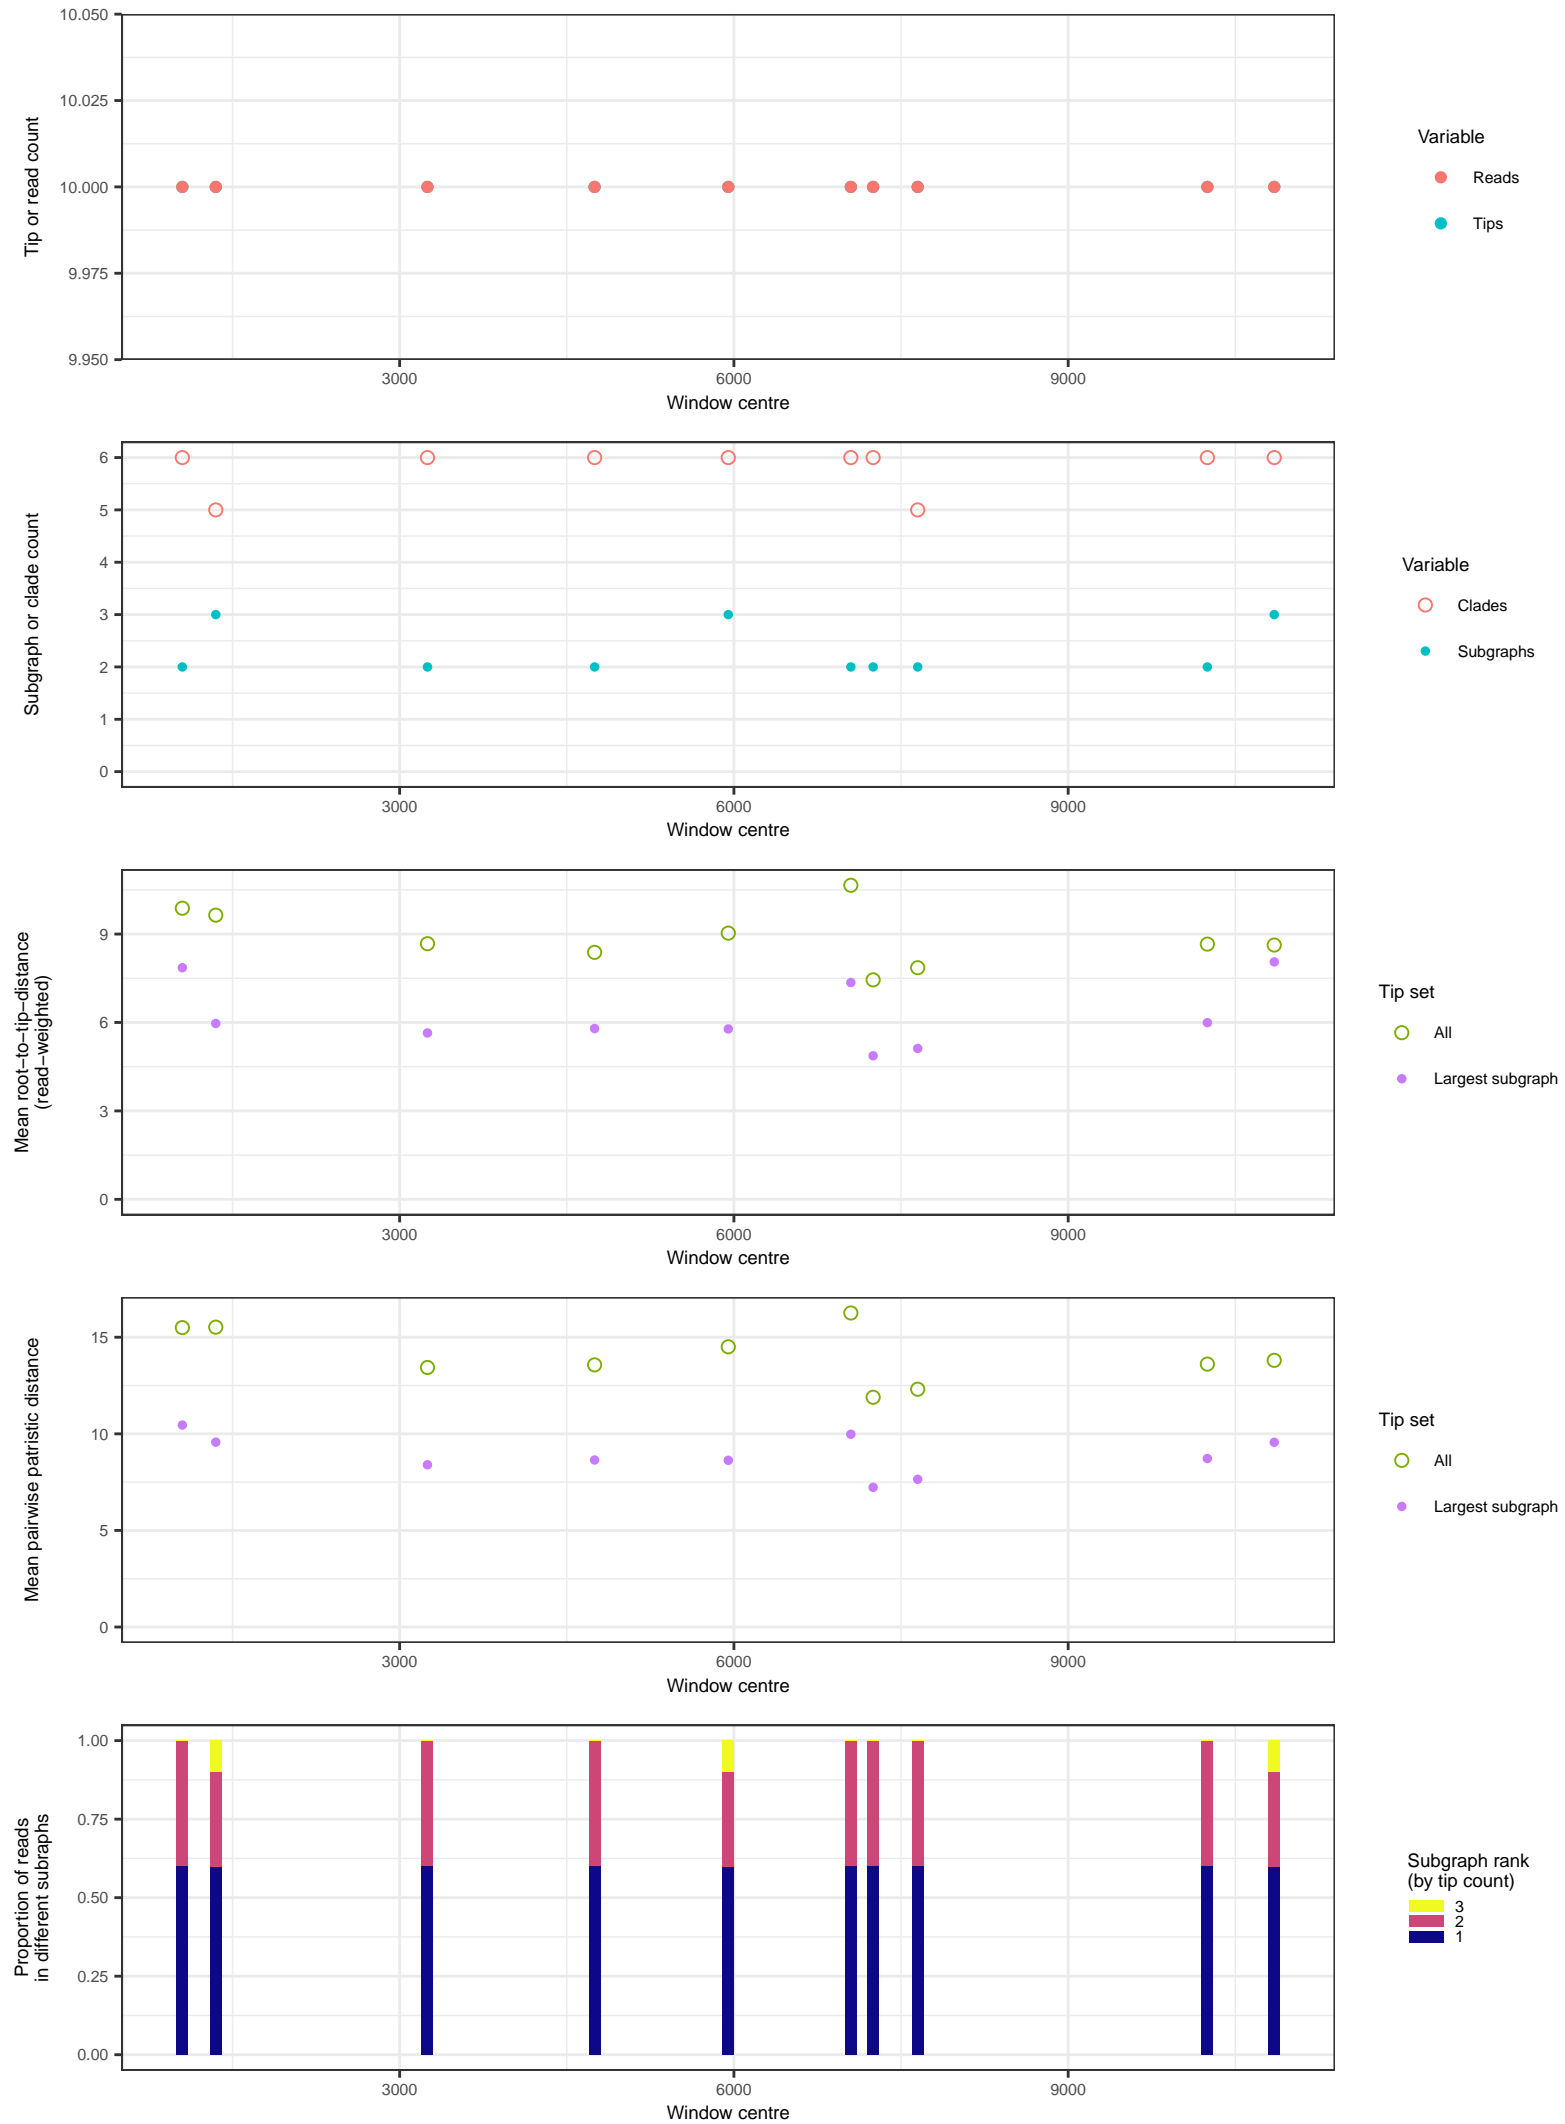 10.050
10.025
10.000
9.975
9.950
Tip or read count
3000
6000
9000
Window centre
Variable
Reads
Tips
6
5
4
3
2
1
0
Subgraph or clade count
3000
6000
9000
Window centre
Variable
Clades
Subgraphs
9
6
3
0
Mean root−to−tip−distance
(read−weighted)
3000
6000
9000
Window centre
Tip set
All
Largest subgraph
15
10
5
0
Mean pairwise patristic distance
3000
6000
9000
Window centre
Tip set
All
Largest subgraph
1.00
0.75
0.50
0.25
0.00
Proportion of reads
in different subraphs
3000
6000
9000
Window centre
Subgraph rank
(by tip count)
3
2
1